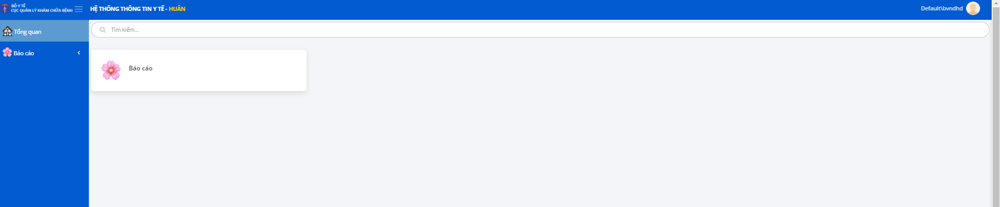 BỘ Y TẾ
CỤC QUẢN LÝ KHÁM CHỮA BỆNH
HỆ THỐNG THÔNG TIN Y TẾ - HUÂN
Default\bvndhd
Tổng quan
Tìm kiếm...
Báo cáo
Báo cáo